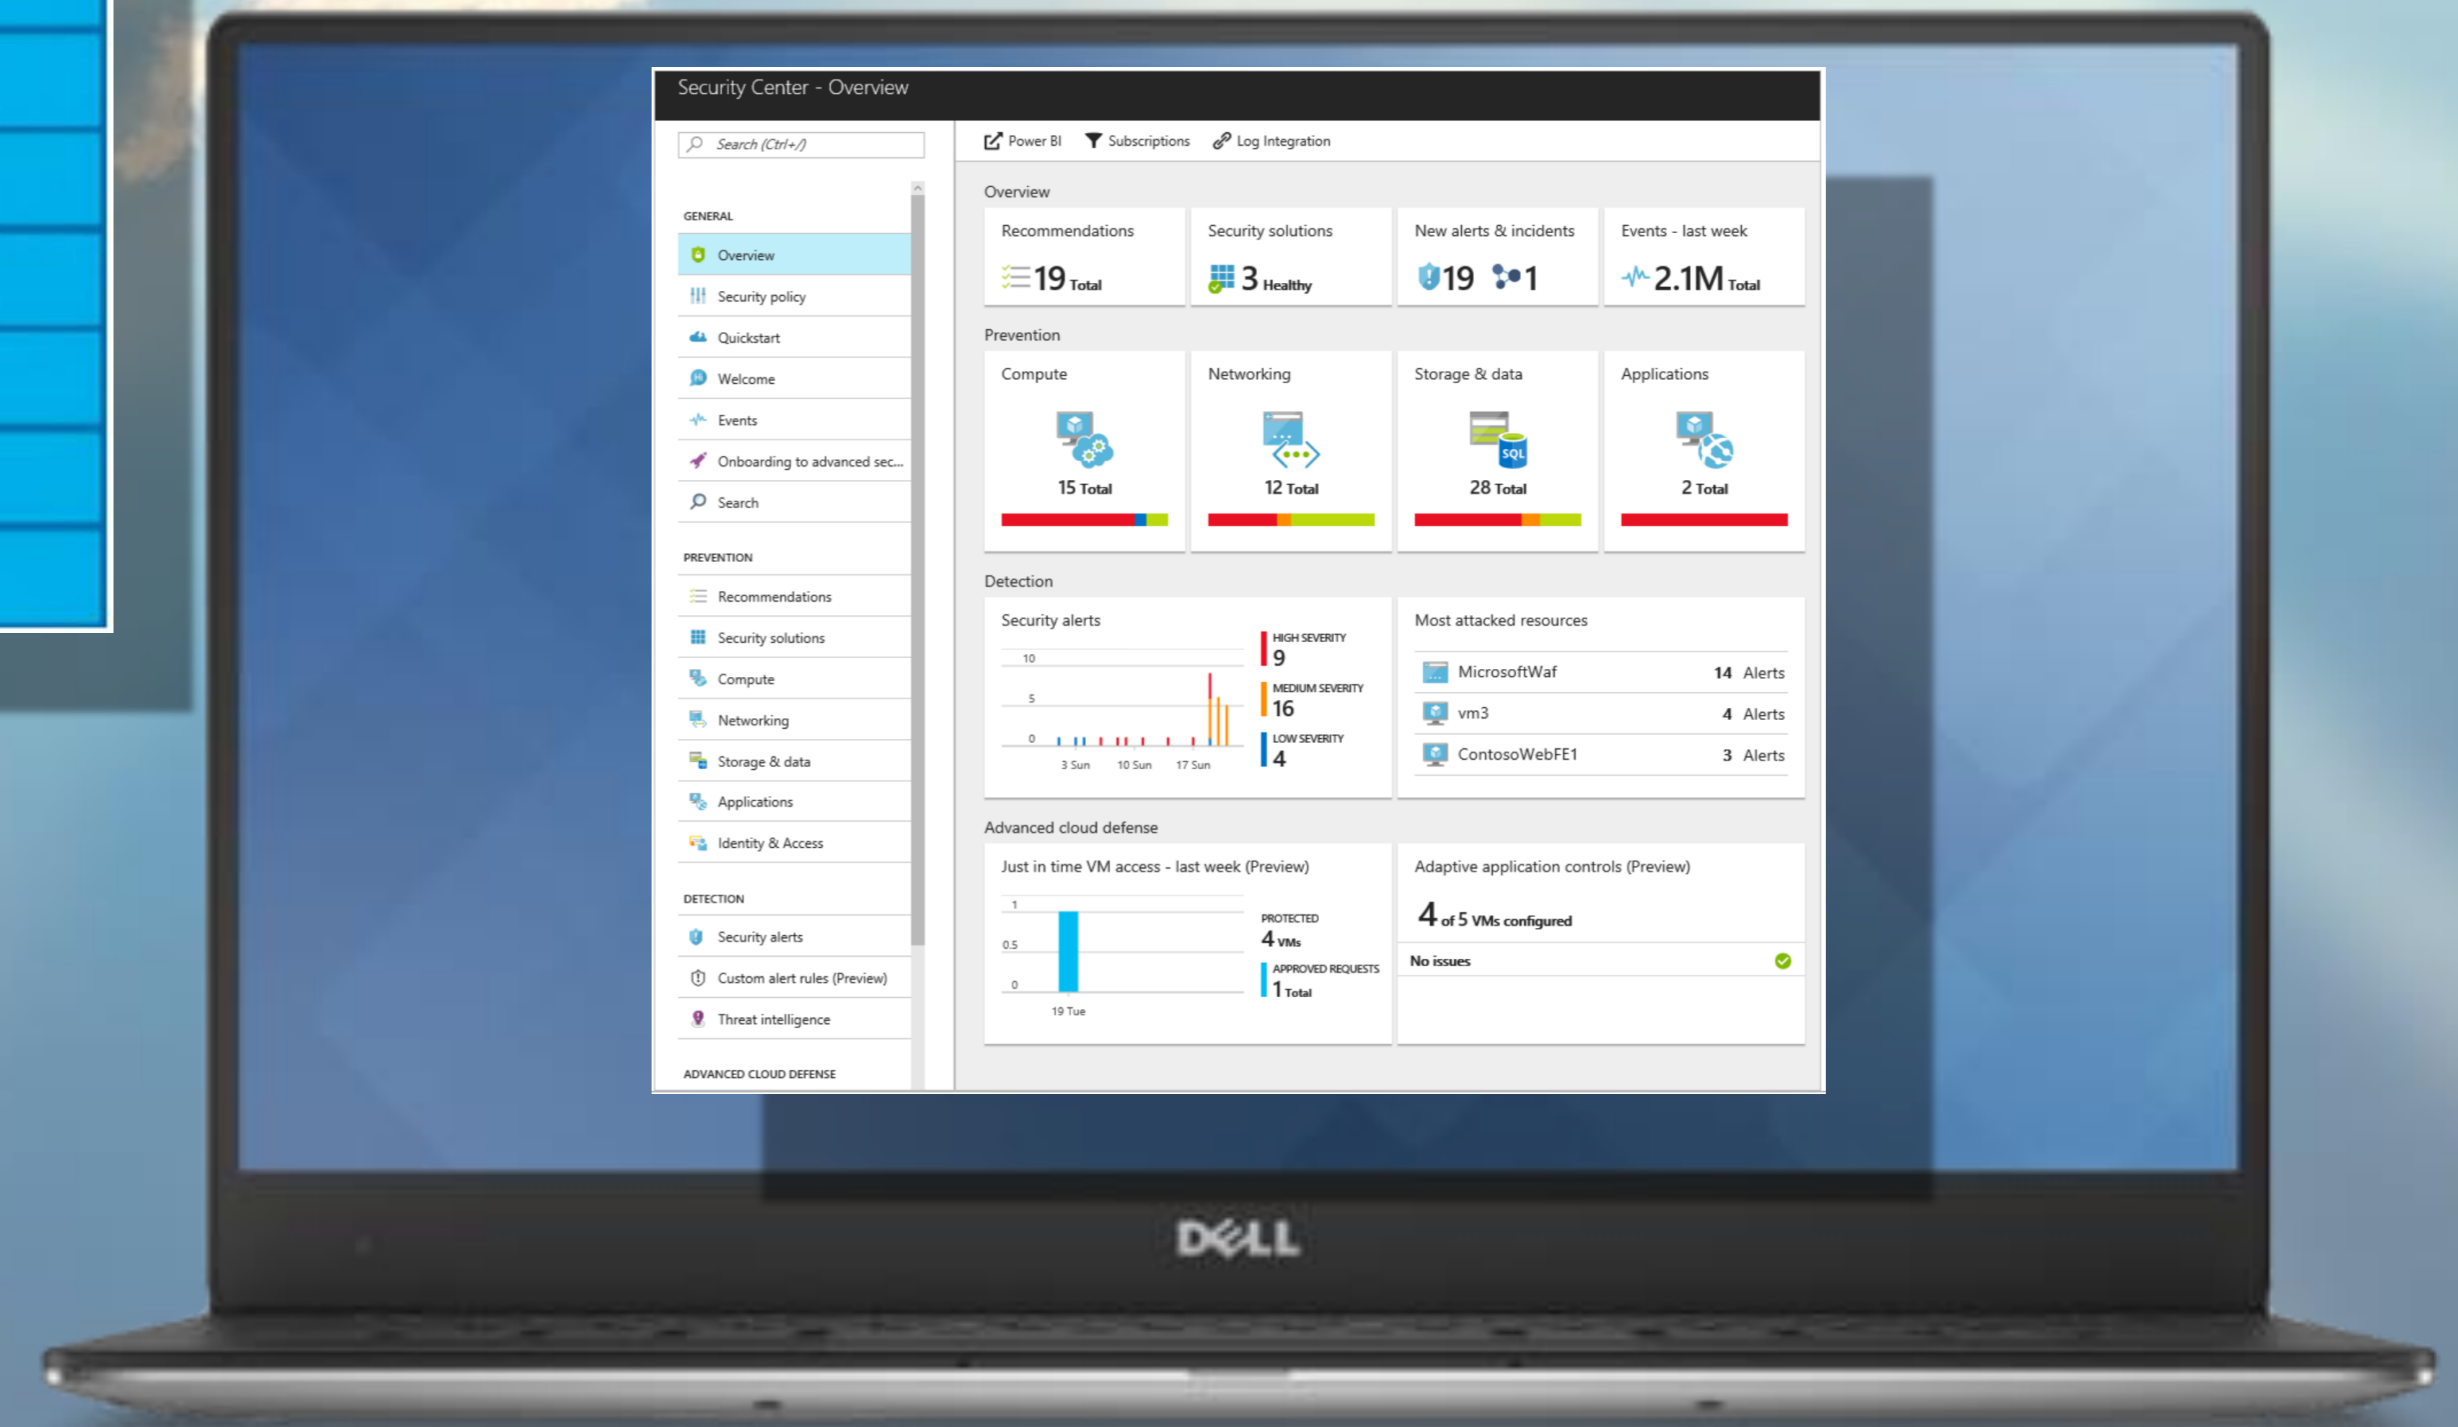 Security Center - Overview
Search (Ctrl+/)
GENERAL
Overview
Security policy
Quickstart
Welcome
Events
Onboarding to advanced sec...
Search
PREVENTION
Recommendations
Security solutions
Compute
Networking
Storage & data
Applications
Identity & Access
DETECTION
Security alerts
Custom alert rules (Preview)
Threat intelligence
ADVANCED CLOUD DEFENSE
Power BI Subscriptions Log Integration
Overview
Recommendations
19 Total
Security solutions
3 Healthy
New alerts & incidents
19 1
Events - last week
2.1M Total
Prevention
Compute
15 Total
Networking
12 Total
Storage & data
SQL
28 Total
Applications
2 Total
Detection
Security alerts
10
5
0
3 Sun 10 Sun 17 Sun
HIGH SEVERITY
9
MEDIUM SEVERITY
16
LOW SEVERITY
4
Most attacked resources
MicrosoftWaf 14 Alerts
vm3 4 Alerts
ContosoWebFE1 3 Alerts
Advanced cloud defense
Just in time VM access - last week (Preview)
1
0.5
0
19 Tue
PROTECTED
4 VMs
APPROVED REQUESTS
1 Total
Adaptive application controls (Preview)
4 of 5 VMs configured
No issues
DELL